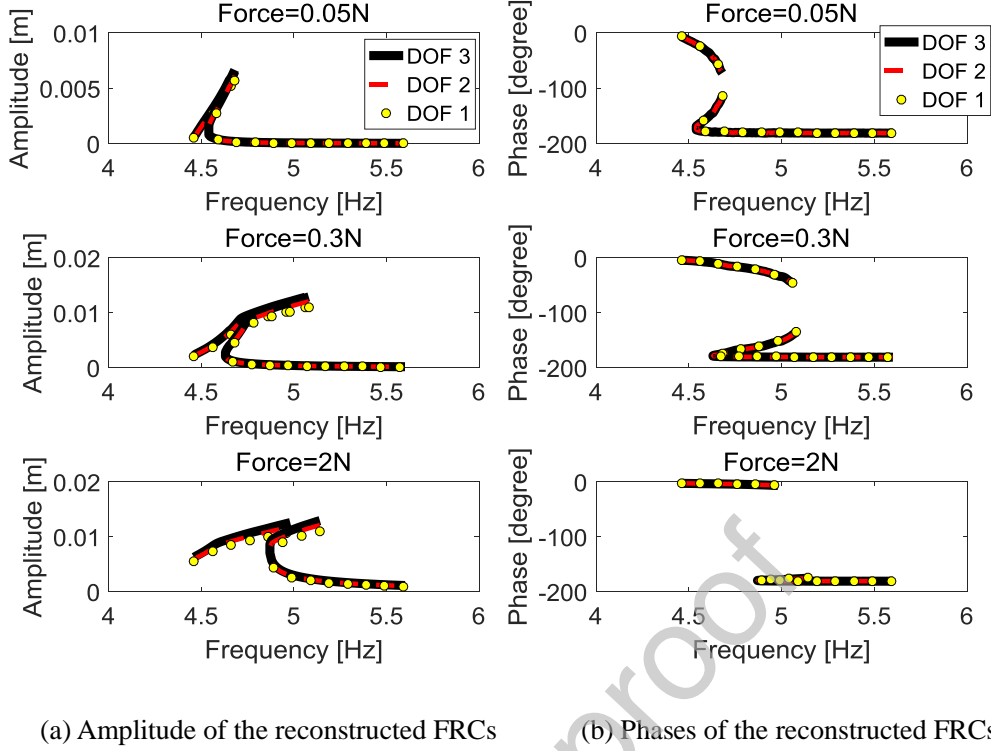 Force=0.05N
Amplitude [m]
0.01
0.005
0
DOF 3
DOF 2
DOF 1
4 4.5 5 5.5 6
Frequency [Hz]
Force=0.05N
Phase [degree]
0
-100
-200
DOF 3
DOF 2
DOF 1
4 4.5 5 5.5 6
Frequency [Hz]
Force=0.3N
Amplitude [m]
0.02
0.01
0
4 4.5 5 5.5 6
Frequency [Hz]
Force=0.3N
Phase [degree]
0
-100
-200
4 4.5 5 5.5 6
Frequency [Hz]
Force=2N
Amplitude [m]
0.02
0.01
0
4 4.5 5 5.5 6
Frequency [Hz]
Force=2N
Phase [degree]
0
-100
-200
4 4.5 5 5.5 6
Frequency [Hz]
proof
(a) Amplitude of the reconstructed FRCs
(b) Phases of the reconstructed FRCs